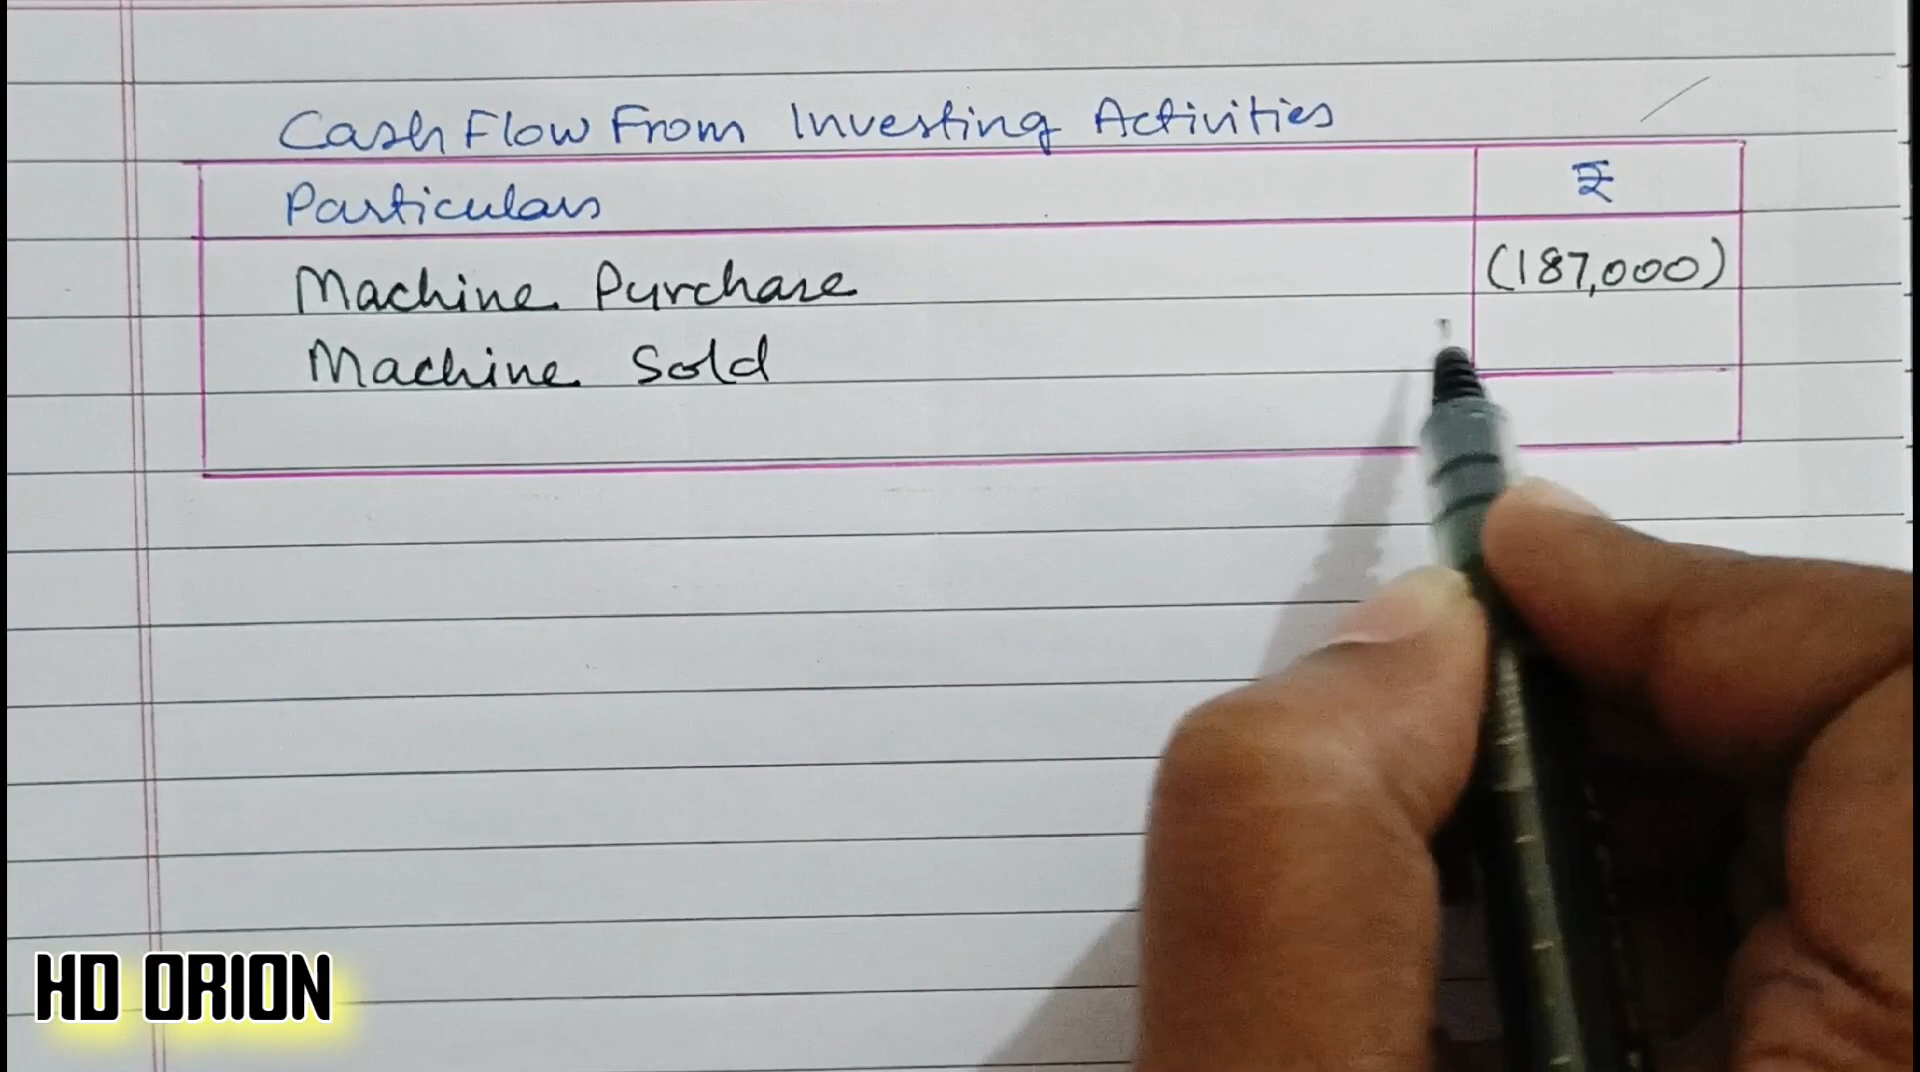 Cash Flow From Investing Activities
Particulars ₹
Machine Purchase (187,000)
Machine Sold
HD ORION